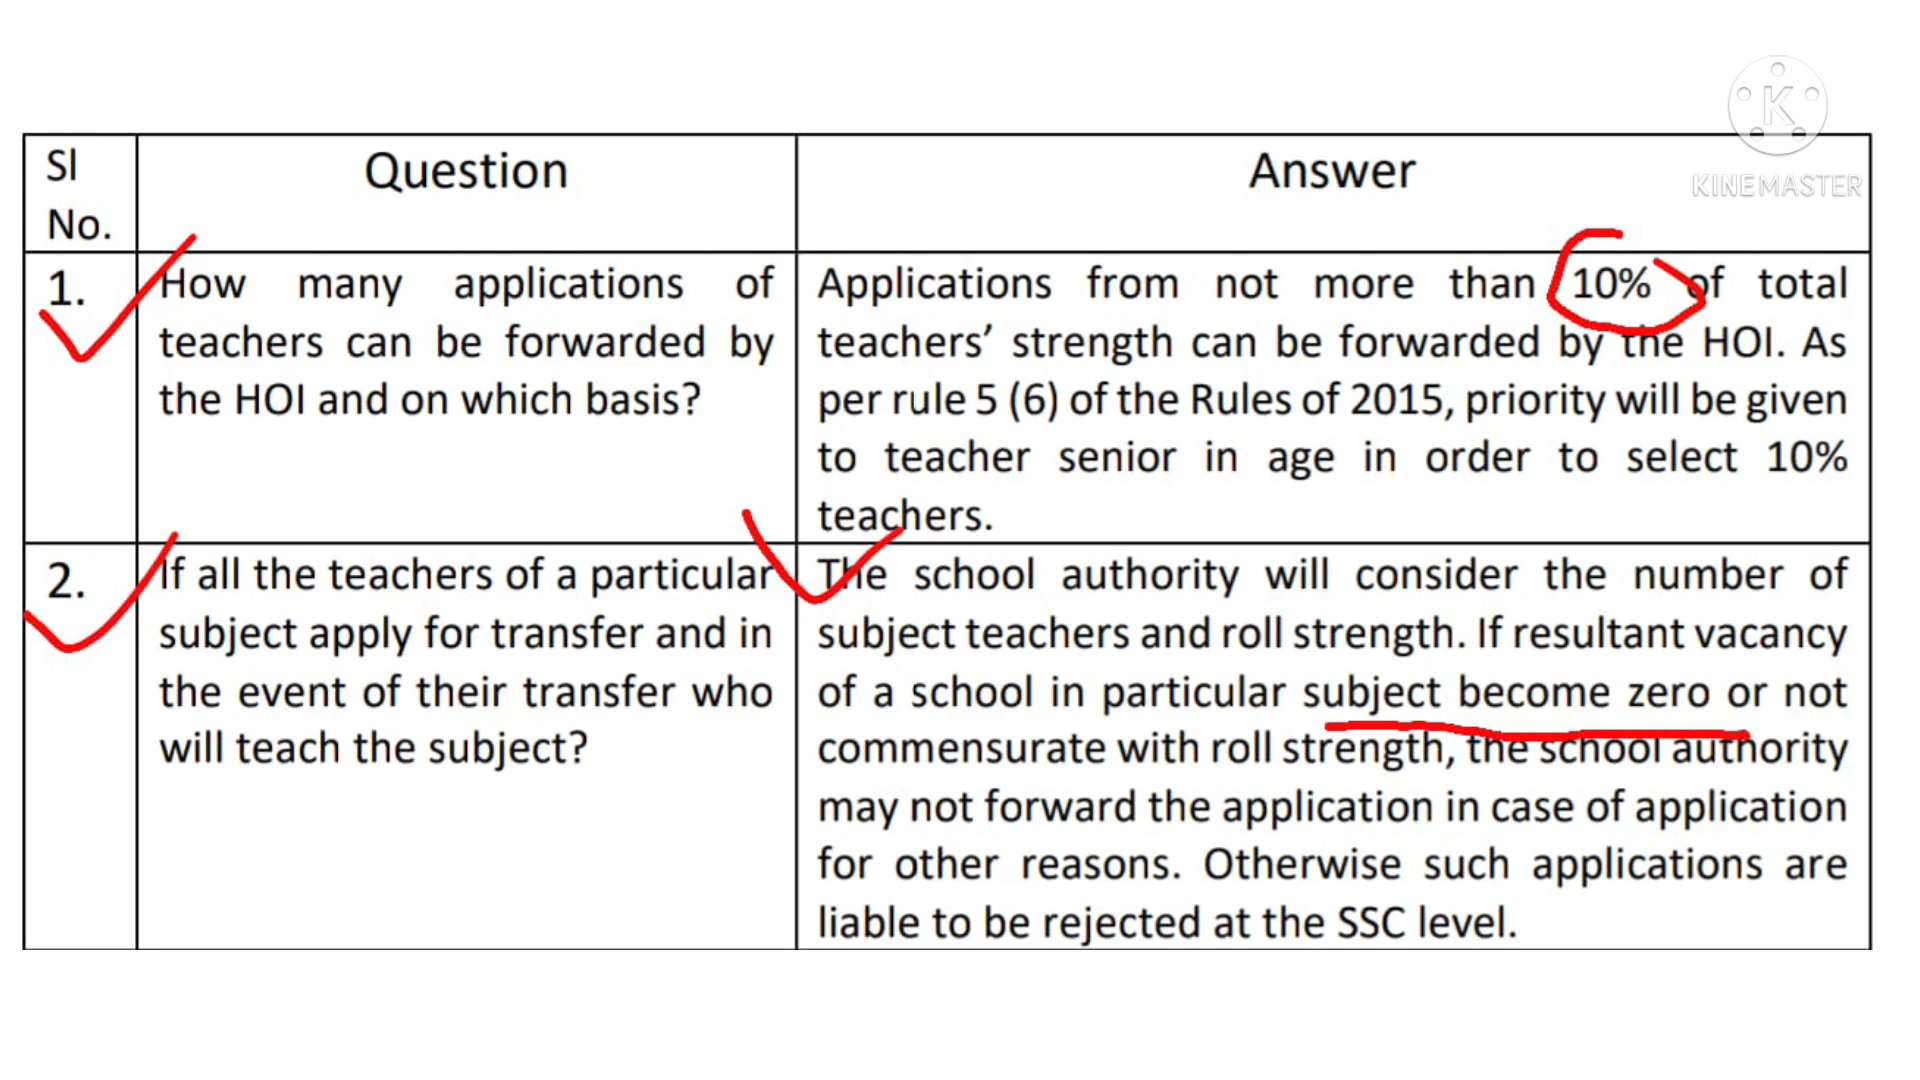 K
KINEMASTER
Sl
No.
Question
Answer
1.
How many applications of
teachers can be forwarded by
the HOI and on which basis?
Applications from not more than 10% of total
teachers’ strength can be forwarded by the HOI. As
per rule 5 (6) of the Rules of 2015, priority will be given
to teacher senior in age in order to select 10%
teachers.
2.
If all the teachers of a particular
subject apply for transfer and in
the event of their transfer who
will teach the subject?
The school authority will consider the number of
subject teachers and roll strength. If resultant vacancy
of a school in particular subject become zero or not
commensurate with roll strength, the school authority
may not forward the application in case of application
for other reasons. Otherwise such applications are
liable to be rejected at the SSC level.